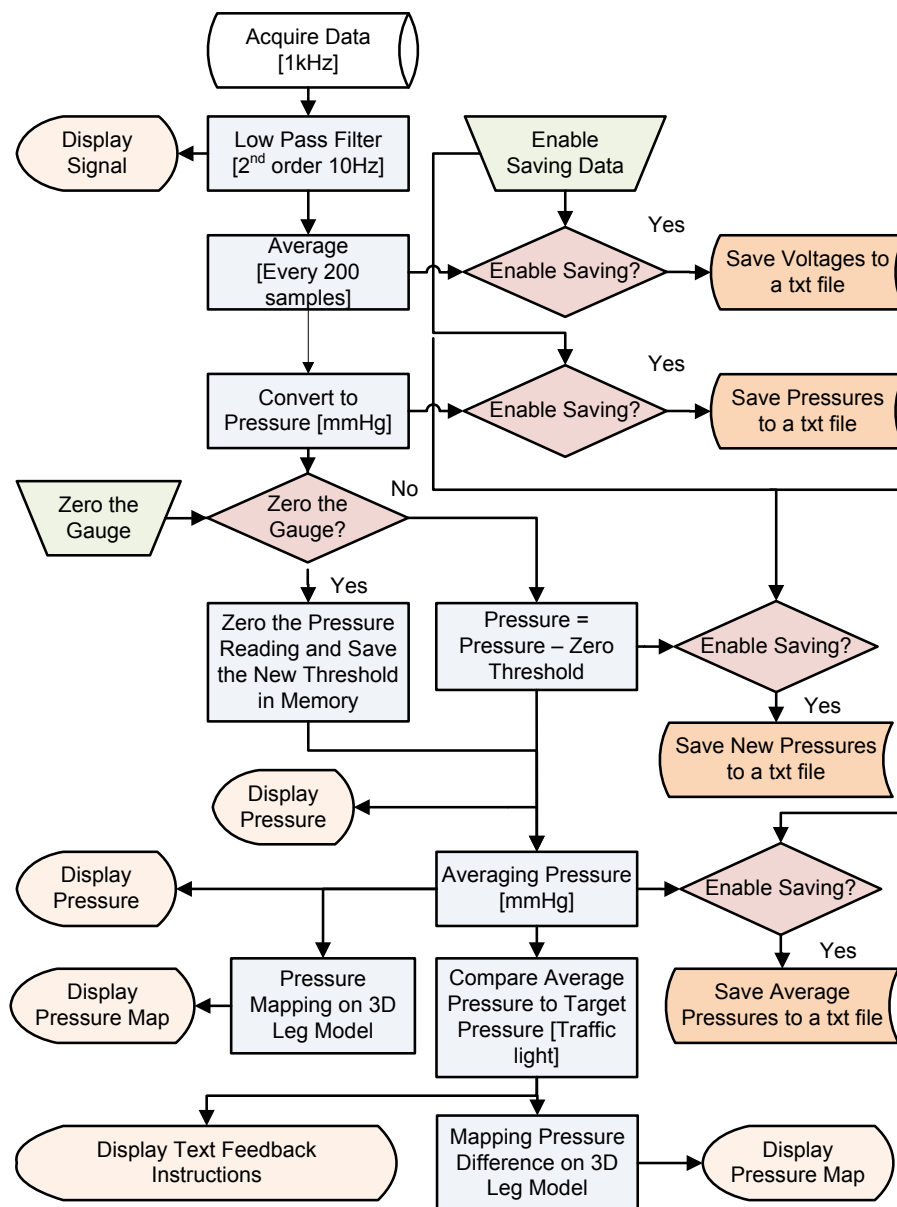 Acquire Data
[1kHz]
Display
Signal
Low Pass Filter
[2nd order 10Hz]
Enable
Saving Data
Average
[Every 200
samples]
Enable Saving?
Yes
Save Voltages to
a txt file
Convert to
Pressure [mmHg]
Enable Saving?
Yes
Save Pressures
to a txt file
Zero the
Gauge
Zero the
Gauge?
No
Yes
Zero the Pressure
Reading and Save
the New Threshold
in Memory
Pressure =
Pressure – Zero
Threshold
Enable Saving?
Yes
Save New Pressures
to a txt file
Display
Pressure
Display
Pressure
Averaging Pressure
[mmHg]
Enable Saving?
Yes
Save Average
Pressures to a txt file
Display
Pressure Map
Pressure
Mapping on 3D
Leg Model
Compare Average
Pressure to Target
Pressure [Traffic
light]
Display Text Feedback
Instructions
Mapping Pressure
Difference on 3D
Leg Model
Display
Pressure Map